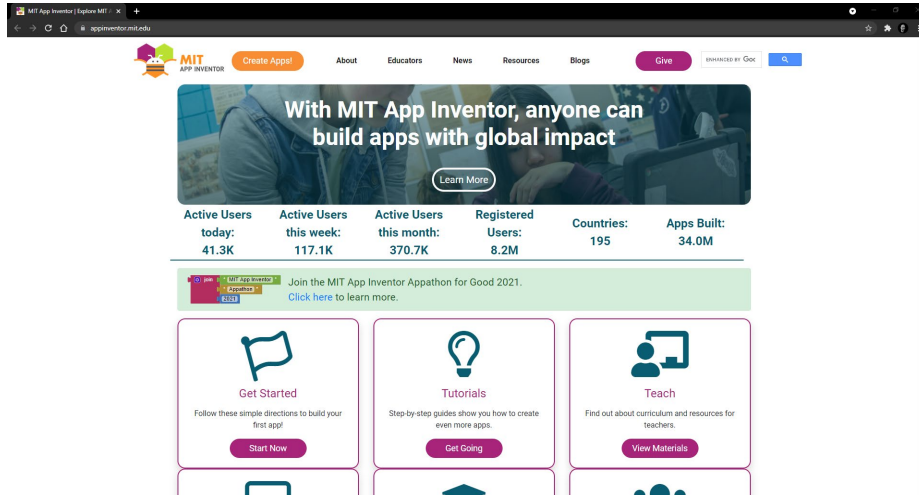 MIT App Inventor | Explore MIT A
appinventor.mit.edu
MIT
APP INVENTOR
Create Apps!
About
Educators
News
Resources
Blogs
Give
ENHANCED BY Goo
With MIT App Inventor, anyone can
build apps with global impact
Learn More
Active Users
today:
41.3K
Active Users
this week:
117.1K
Active Users
this month:
370.7K
Registered
Users:
8.2M
Countries:
195
Apps Built:
34.0M
join
" MIT App Inventor "
" Appathon "
2021
Join the MIT App Inventor Appathon for Good 2021.
Click here to learn more.
Get Started
Follow these simple directions to build your
first app!
Start Now
Tutorials
Step-by-step guides show you how to create
even more apps.
Get Going
Teach
Find out about curriculum and resources for
teachers.
View Materials